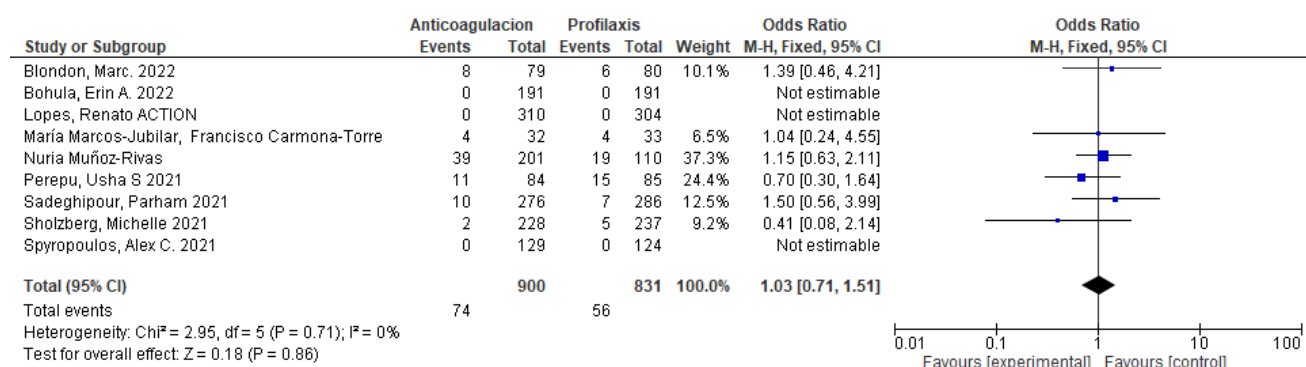 Anticoagulacion Profilaxis Odds Ratio Odds Ratio
Study or Subgroup Events Total Events Total Weight M-H, Fixed, 95% CI M-H, Fixed, 95% CI
Blondon, Marc. 2022 8 79 6 80 10.1% 1.39 [0.46, 4.21]
Bohula, Erin A. 2022 0 191 0 191 Not estimable
Lopes, Renato ACTION 0 310 0 304 Not estimable
María Marcos-Jubilar, Francisco Carmona-Torre 4 32 4 33 6.5% 1.04 [0.24, 4.55]
Nuria Muñoz-Rivas 39 201 19 110 37.3% 1.15 [0.63, 2.11]
Perepu, Usha S 2021 11 84 15 85 24.4% 0.70 [0.30, 1.64]
Sadeghipour, Parham 2021 10 276 7 286 12.5% 1.50 [0.56, 3.99]
Sholzberg, Michelle 2021 2 228 5 237 9.2% 0.41 [0.08, 2.14]
Spyropoulos, Alex C. 2021 0 129 0 124 Not estimable
Total (95% CI) 900 831 100.0% 1.03 [0.71, 1.51]
Total events 74 56
Heterogeneity: Chi² = 2.95, df = 5 (P = 0.71); I² = 0%
Test for overall effect: Z = 0.18 (P = 0.86)
0.01 0.1 1 10 100
Favours [experimental] Favours [control]